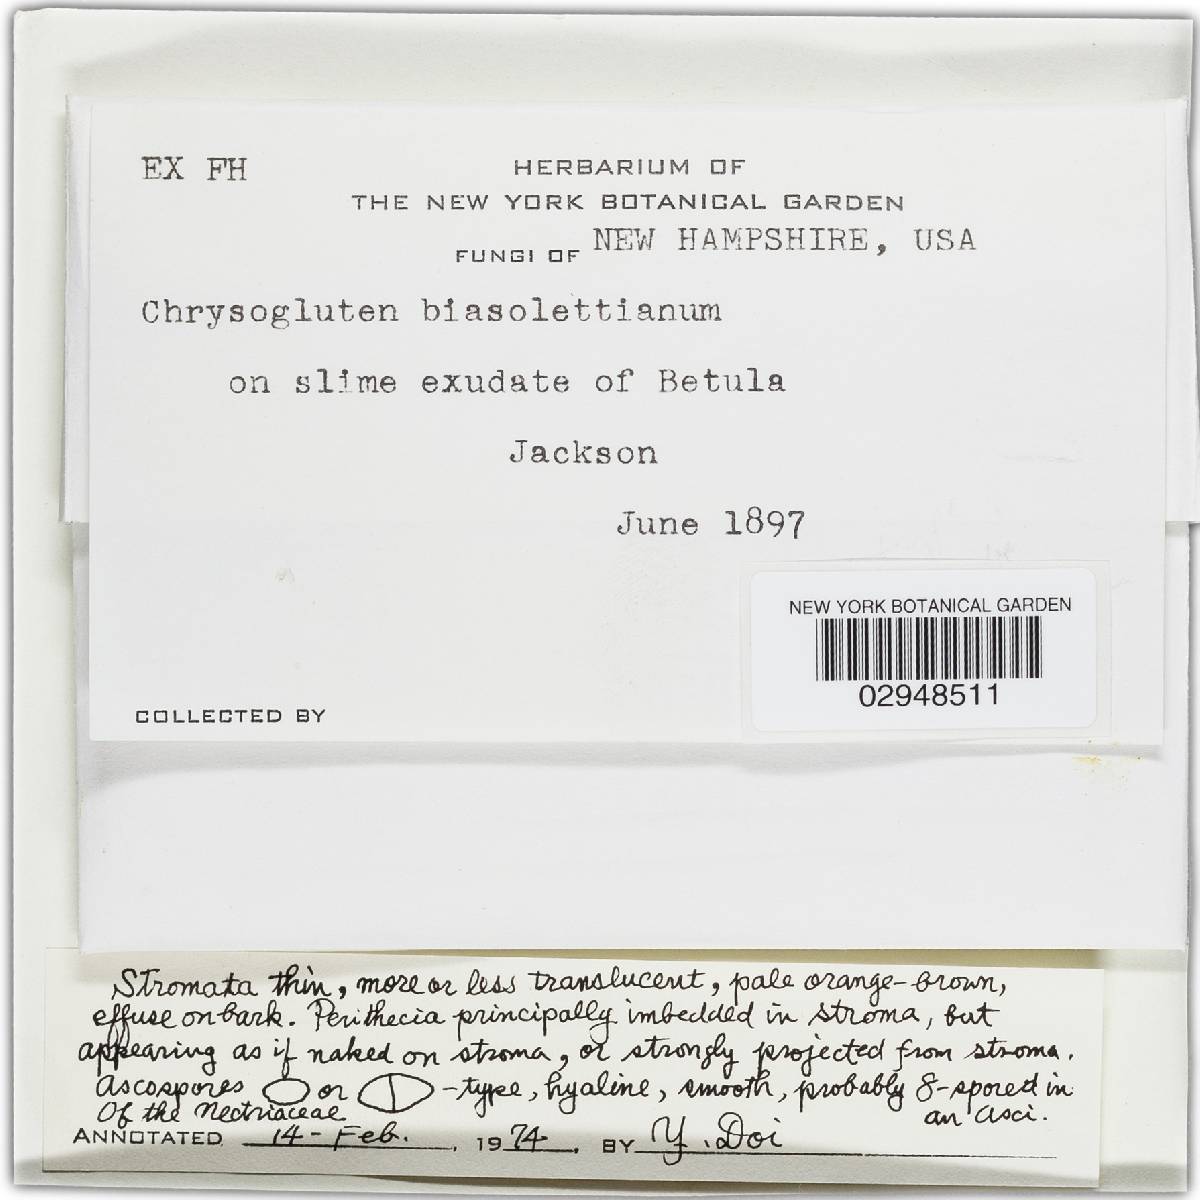 EX FH
HERBARIUM OF
THE NEW YORK BOTANICAL GARDEN
FUNGI OF NEW HAMPSHIRE, USA
Chrysogluten biasolettianum
on slime exudate of Betula
Jackson
June 1897
NEW YORK BOTANICAL GARDEN
02948511
COLLECTED BY
Stromata thin, more or less translucent, pale orange-brown,
effuse on bark. Perithecia principally imbedded in stroma, but
appearing as if naked on stroma, or strongly projected from stroma.
Ascospores or -type, hyaline, smooth, probably 8-spored in
an asci.
Of the Nectriaceae
ANNOTATED 14-Feb. , 1974. BY Y. Doi